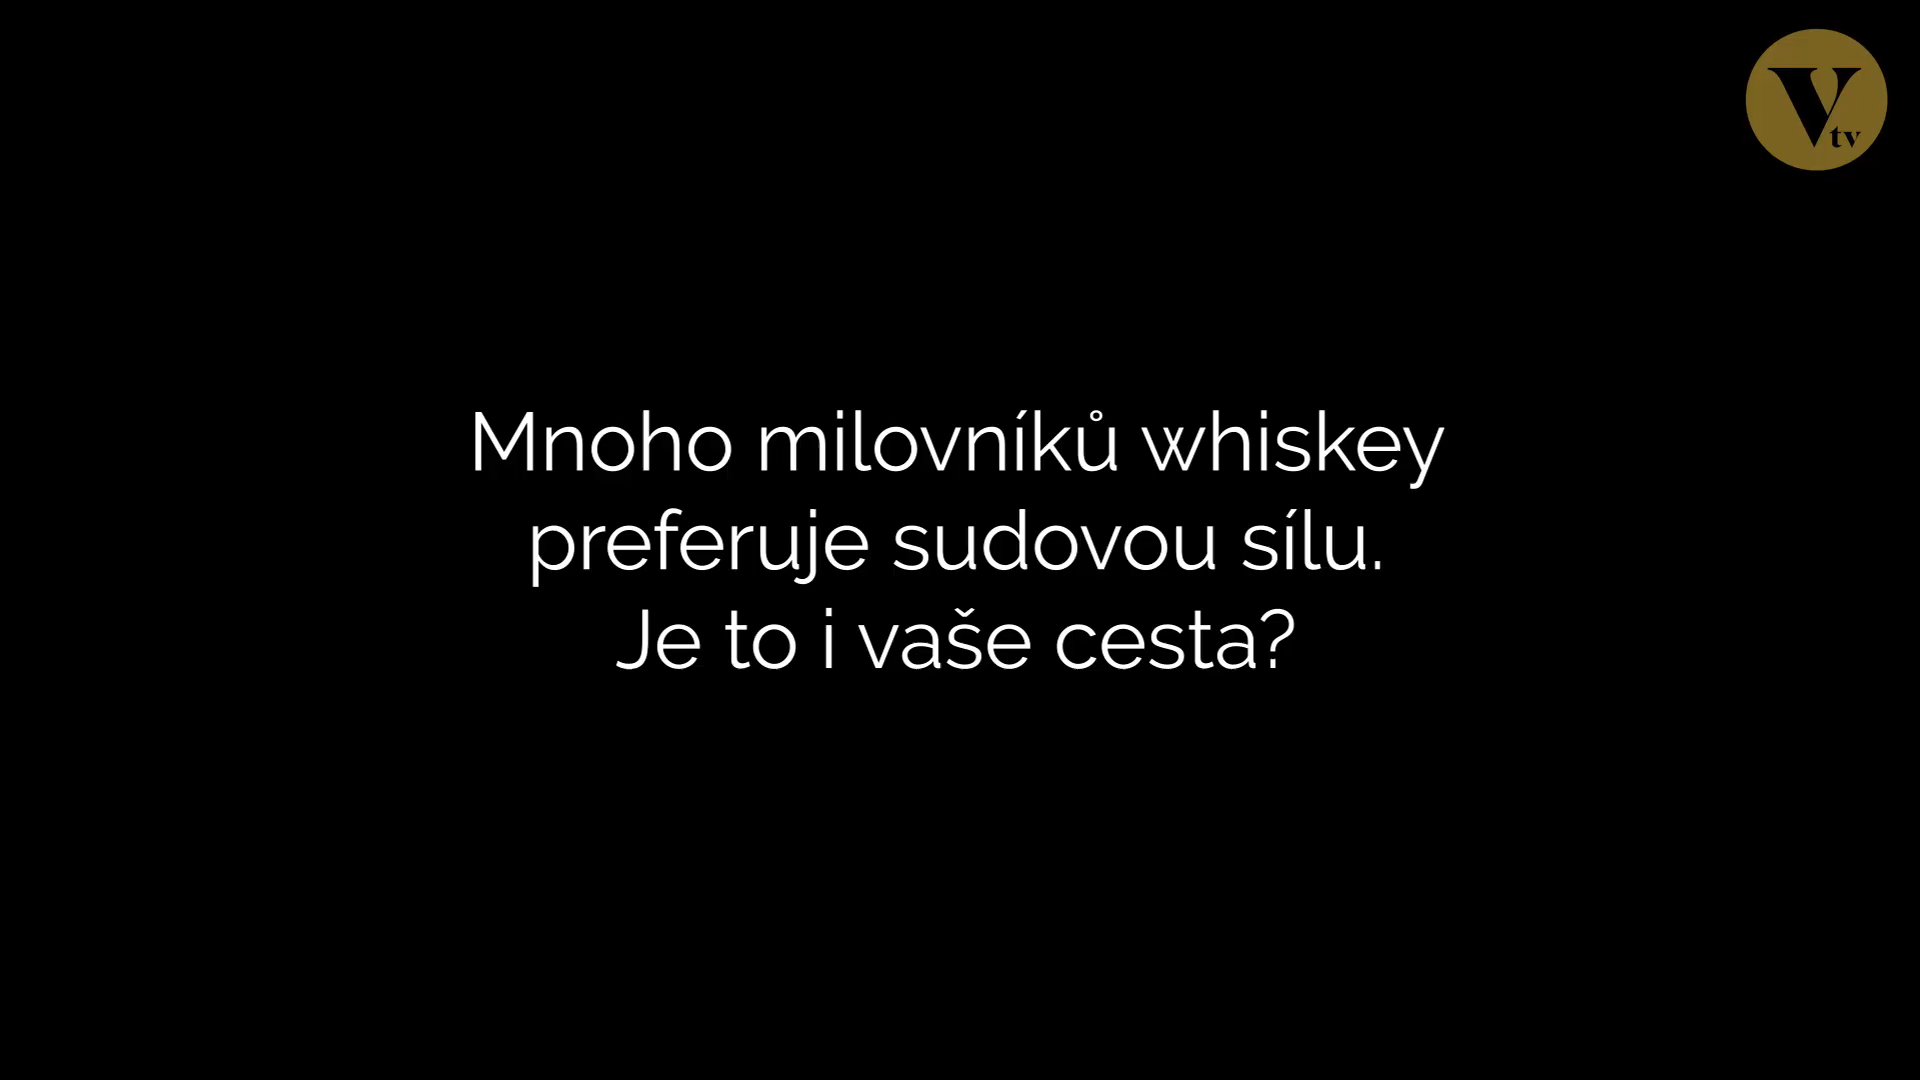 Vtv
Mnoho milovníků whiskey
preferuje sudovou sílu.
Je to i vaše cesta?